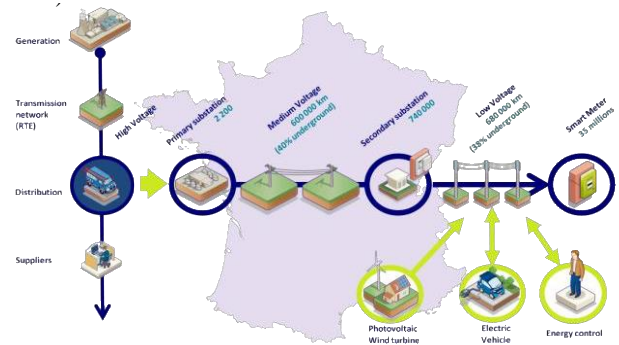 Generation
Transmission
network
(RTE)
Distribution
Suppliers
High Voltage
Primary substation
2 200
Medium Voltage
600 000 km
(40% underground)
Secondary substation
740 000
Low Voltage
680 000 km
(33% underground)
Smart Meter
35 millions
Photovoltaic
Wind turbine
Electric
Vehicle
Energy control